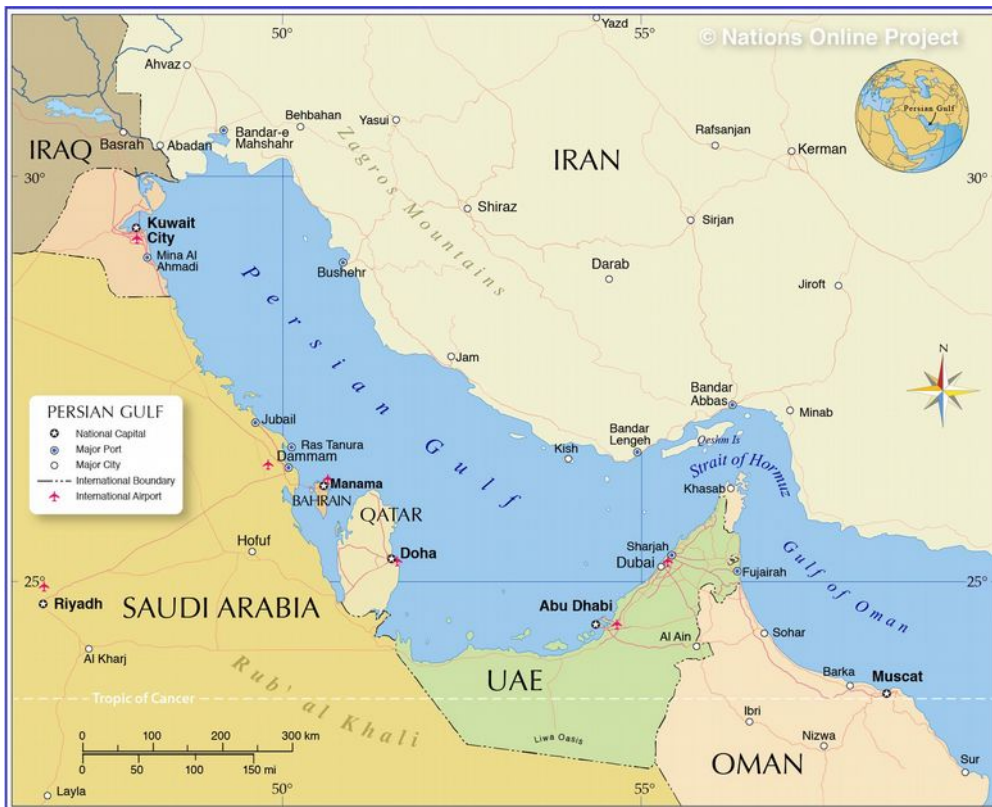 50°
Yazd
55°
© Nations Online Project
Ahvaz
Persian Gulf
Behbahan
Yasui
Bandar-e
Mahshahr
Rafsanjan
Basrah
Abadan
Kerman
IRAQ
IRAN
30°
30°
Zagros Mountains
Shiraz
Sirjan
Kuwait
City
Mina Al
Ahmadi
Bushehr
Darab
Jiroft
Persian Gulf
N
Jam
Bandar
Abbas
Minab
PERSIAN GULF
National Capital
Major Port
Major City
International Boundary
International Airport
Jubail
Ras Tanura
Dammam
Kish
Bandar
Lengeh
Qeshm Is
Strait of Hormuz
Khasab
Manama
BAHRAIN
QATAR
Hofuf
Doha
Sharjah
Dubai
Fujairah
Gulf of Oman
25°
25°
Riyadh
SAUDI ARABIA
Abu Dhabi
Al Ain
Sohar
Al Kharj
Rub' al Khali
UAE
Barka
Muscat
Tropic of Cancer
Ibri
Nizwa
Liwa Oasis
OMAN
0 100 200 300 km
0 50 100 150 mi
Sur
Layla
50°
55°